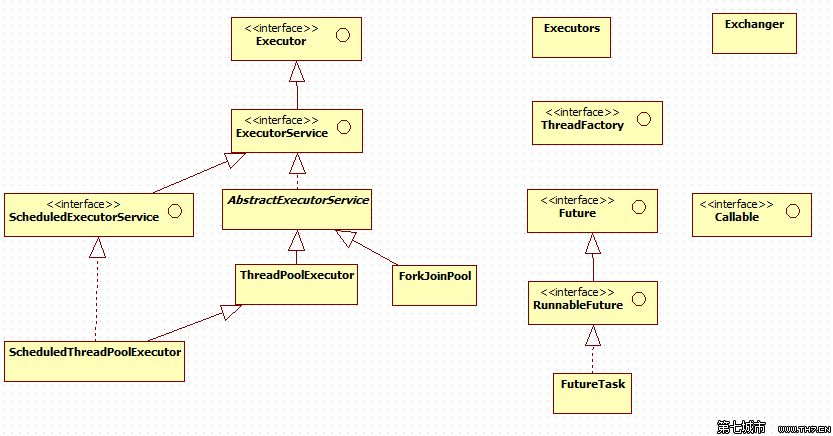 <<interface>>
Executor
Executors
Exchanger
<<interface>>
ExecutorService
<<interface>>
ThreadFactory
<<interface>>
ScheduledExecutorService
AbstractExecutorService
<<interface>>
Future
<<interface>>
Callable
ThreadPoolExecutor
ForkJoinPool
<<interface>>
RunnableFuture
ScheduledThreadPoolExecutor
FutureTask
第七城市 WWW.TH7.CN